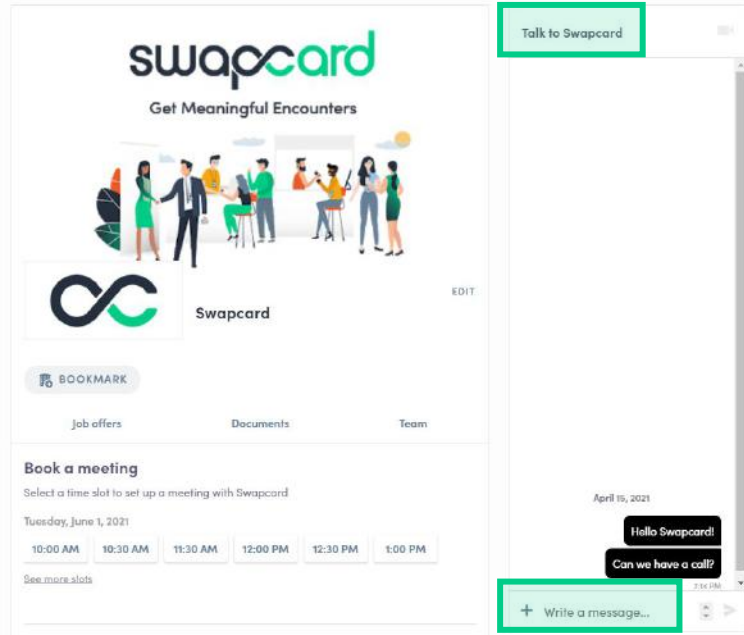 swapcard
Get Meaningful Encounters
EDIT
Swapcard
BOOKMARK
Job offers Documents Team
Book a meeting
Select a time slot to set up a meeting with Swapcard
Tuesday, June 1, 2021
10:00 AM 10:30 AM 11:30 AM 12:00 PM 12:30 PM 1:00 PM
See more slots
Talk to Swapcard
April 15, 2021
Hello Swapcard!
Can we have a call?
+ Write a message...